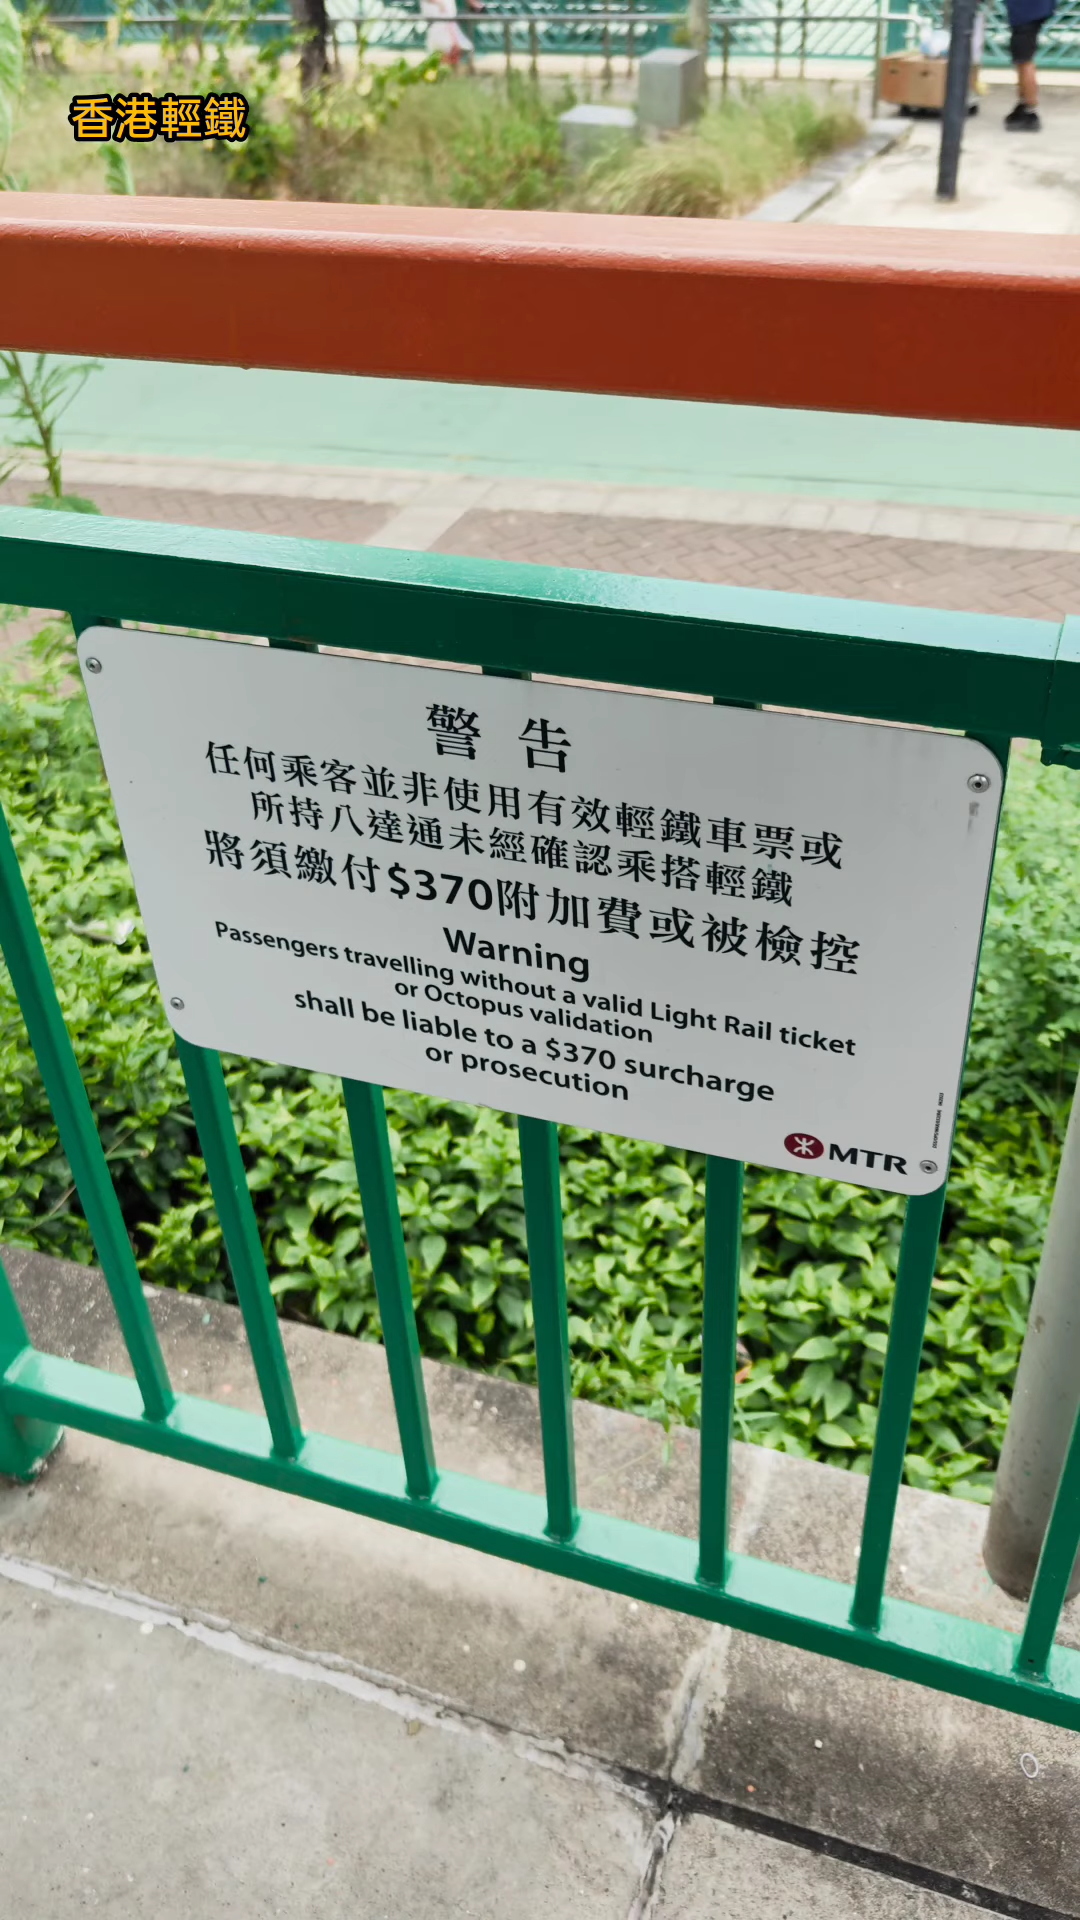 香港輕鐵
警告
任何乘客並非使用有效輕鐵車票或
所持八達通未經確認乘搭輕鐵
將須繳付$370附加費或被檢控
Warning
Passengers travelling without a valid Light Rail ticket
or Octopus validation
shall be liable to a $370 surcharge
or prosecution
MTR